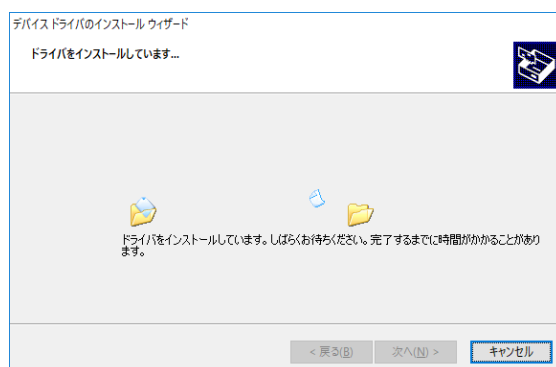 デバイス ドライバのインストール ウィザード
ドライバをインストールしています...
ドライバをインストールしています。しばらくお待ちください。完了するまでに時間がかかることがあり
ます。
< 戻る(B)
次へ(N) >
キャンセル